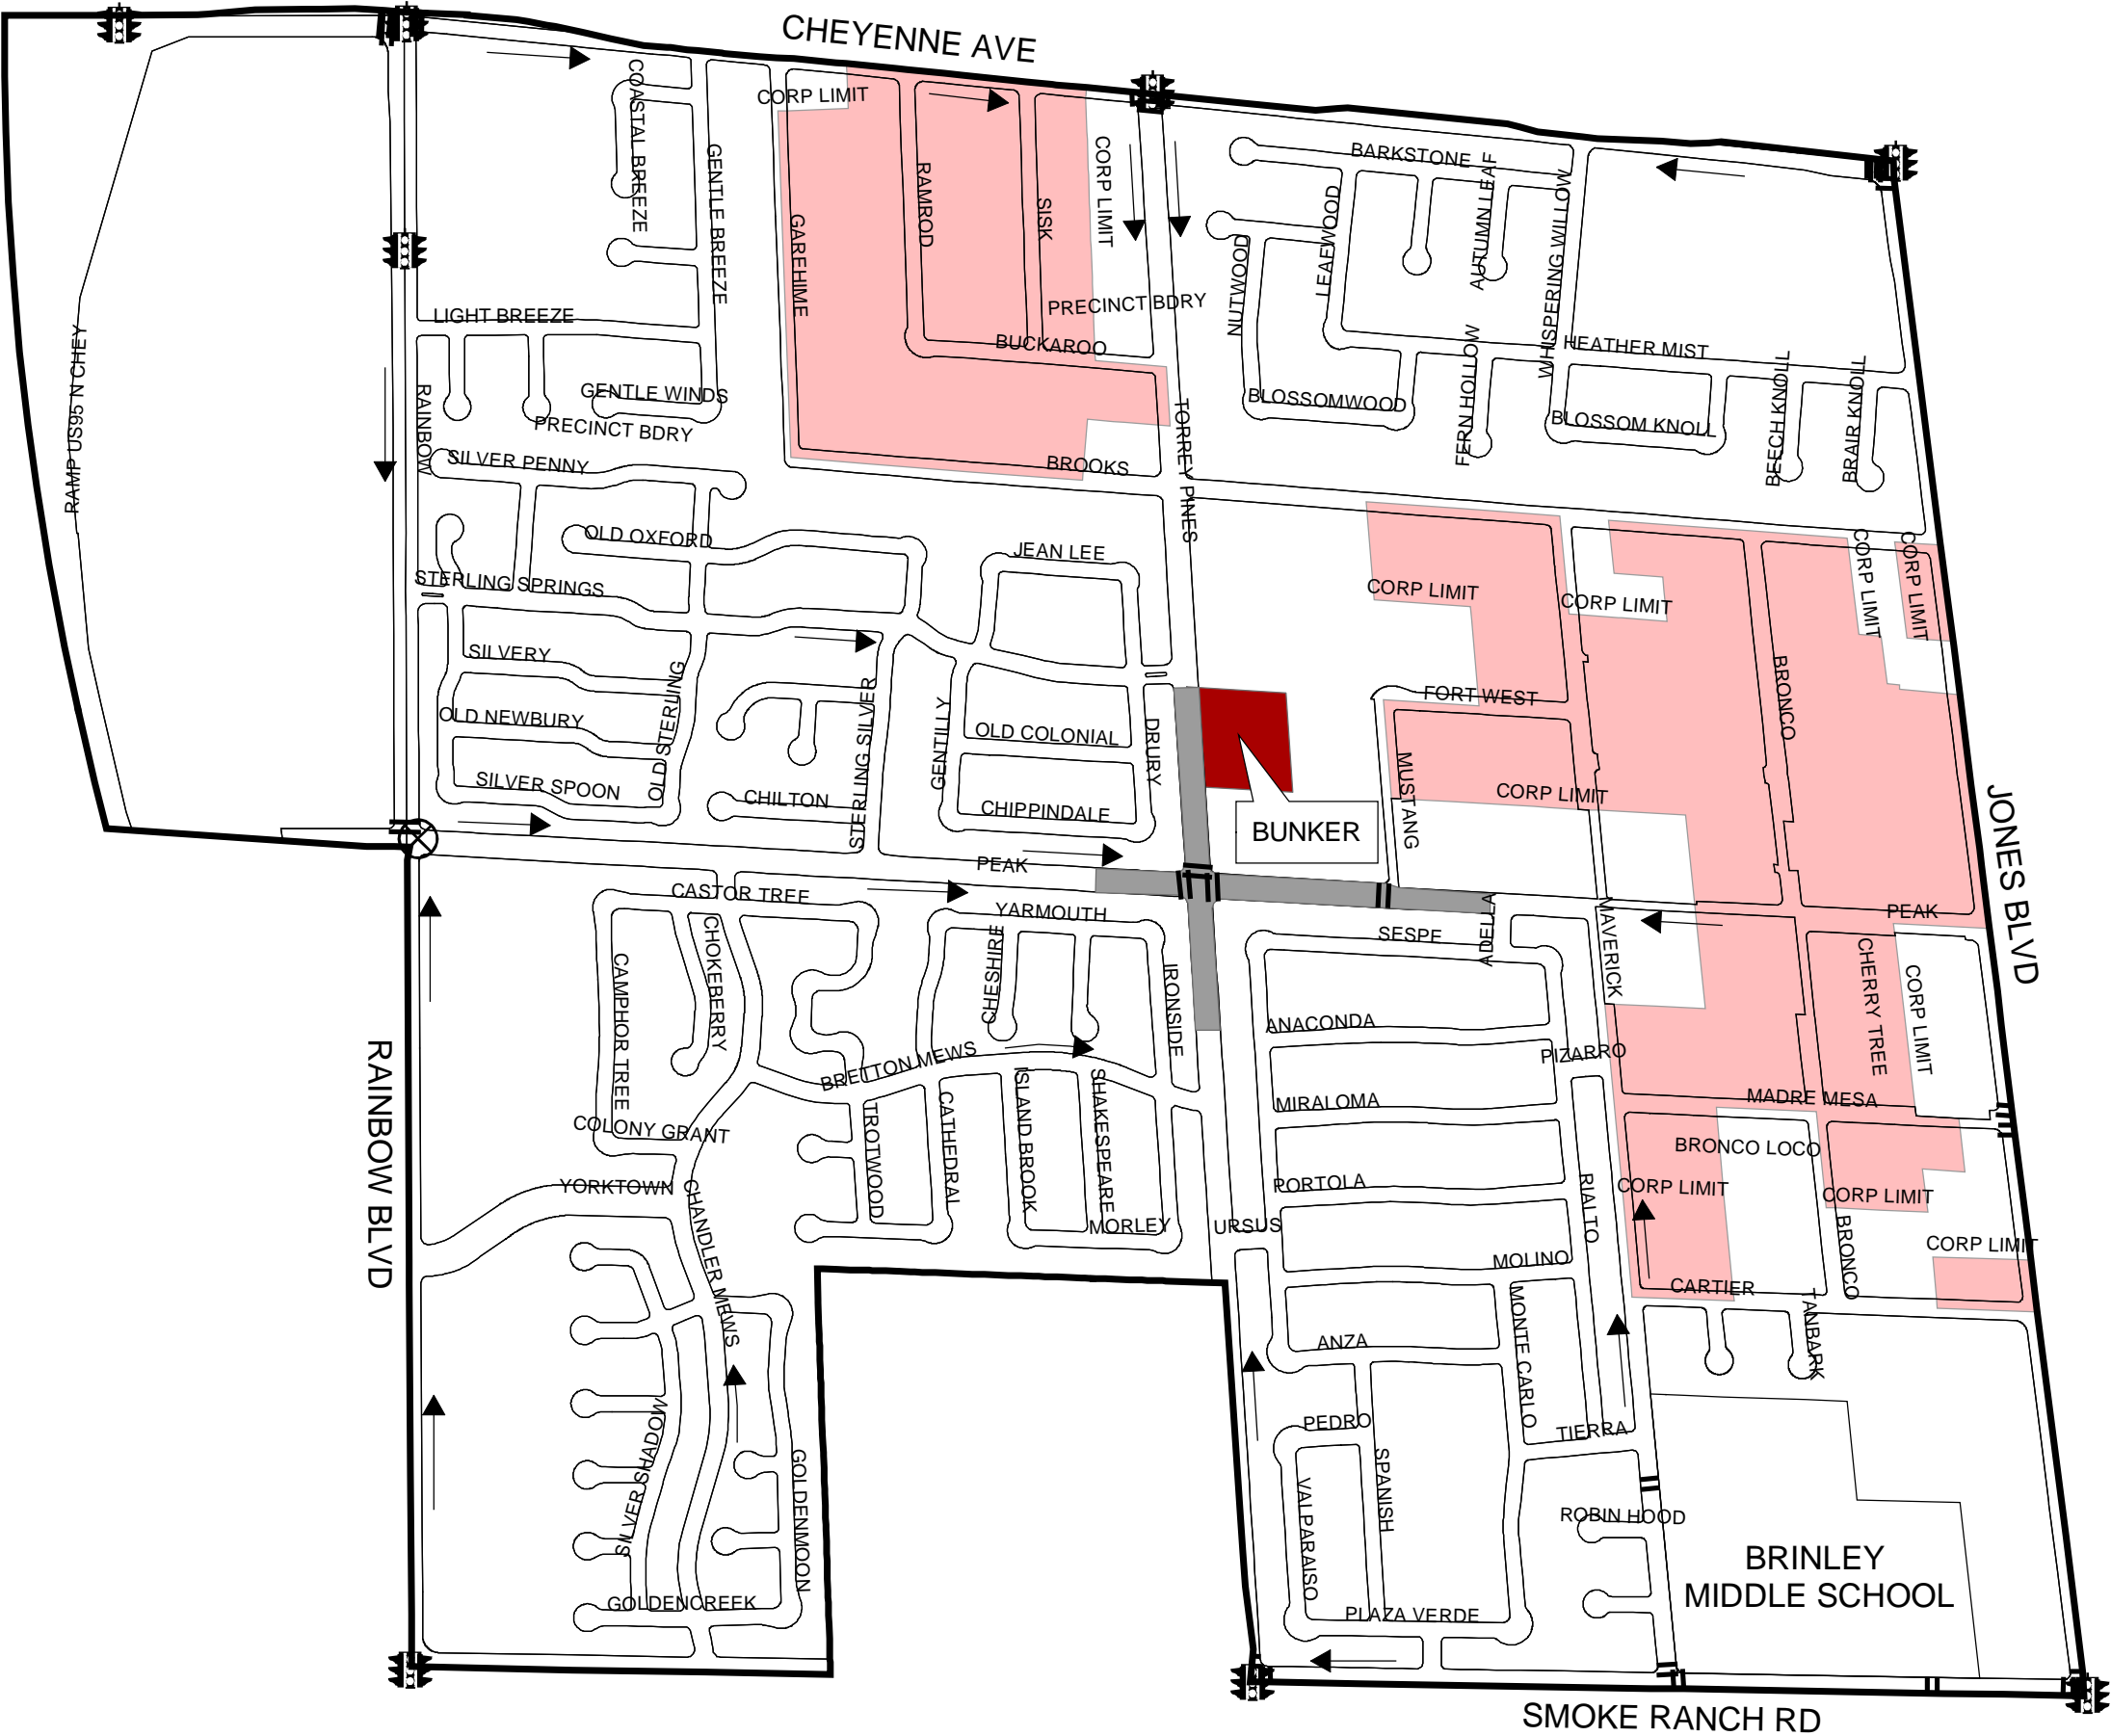 CHEYENNE AVE
COASTAL BREEZE
GENTLE BREEZE
CORP LIMIT
GAREHIME
RAMROD
SISK
CORP LIMIT
BARKSTONE
AUTUMN LEAF
LEAFWOOD
NUTWOOD
WHISPERING WILLOW
PRECINCT BDRY
LIGHT BREEZE
BUCKAROO
HEATHER MIST
RAMP US95 N CHEY
RAINBOW
GENTLE WINDS
PRECINCT BDRY
BLOSSOMWOOD
FERN HOLLOW
BLOSSOM KNOLL
BEECH KNOLL
BRAIR KNOLL
TORREY PINES
SILVER PENNY
BROOKS
OLD OXFORD
JEAN LEE
STERLING SPRINGS
CORP LIMIT
CORP LIMIT
CORP LIMIT
CORP LIMIT
SILVERY
OLD STERLING
STERLING SILVER
GENTILLY
OLD NEWBURY
OLD COLONIAL
DRURY
FORT WEST
BRONCO
SILVER SPOON
CHILTON
CHIPPINDALE
MUSTANG
CORP LIMIT
BUNKER
JONES BLVD
PEAK
CASTOR TREE
YARMOUTH
CHESHIRE
CHOKEBERRY
CAMPHOR TREE
IRONSIDE
SESPE
ADELLA
MAVERICK
PEAK
CHERRY TREE
CORP LIMIT
ANACONDA
PIZARRO
BRETTON MEWS
RAINBOW BLVD
ISLAND BROOK
SHAKESPEARE
CATHEDRAL
TROTWOOD
MIRALOMA
MADRE MESA
COLONY GRANT
BRONCO LOCO
YORKTOWN
CHANDLER MEWS
PORTOLA
RIALTO
CORP LIMIT
CORP LIMIT
MORLEY
URSUS
BRONCO
CORP LIMIT
MOLINO
CARTIER
TANBARK
MONTE CARLO
ANZA
SILVER SHADOW
GOLDENMOON
PEDRO
SPANISH
VALPARAISO
TIERRA
ROBIN HOOD
BRINLEY
MIDDLE SCHOOL
GOLDENCREEK
PLAZA VERDE
SMOKE RANCH RD